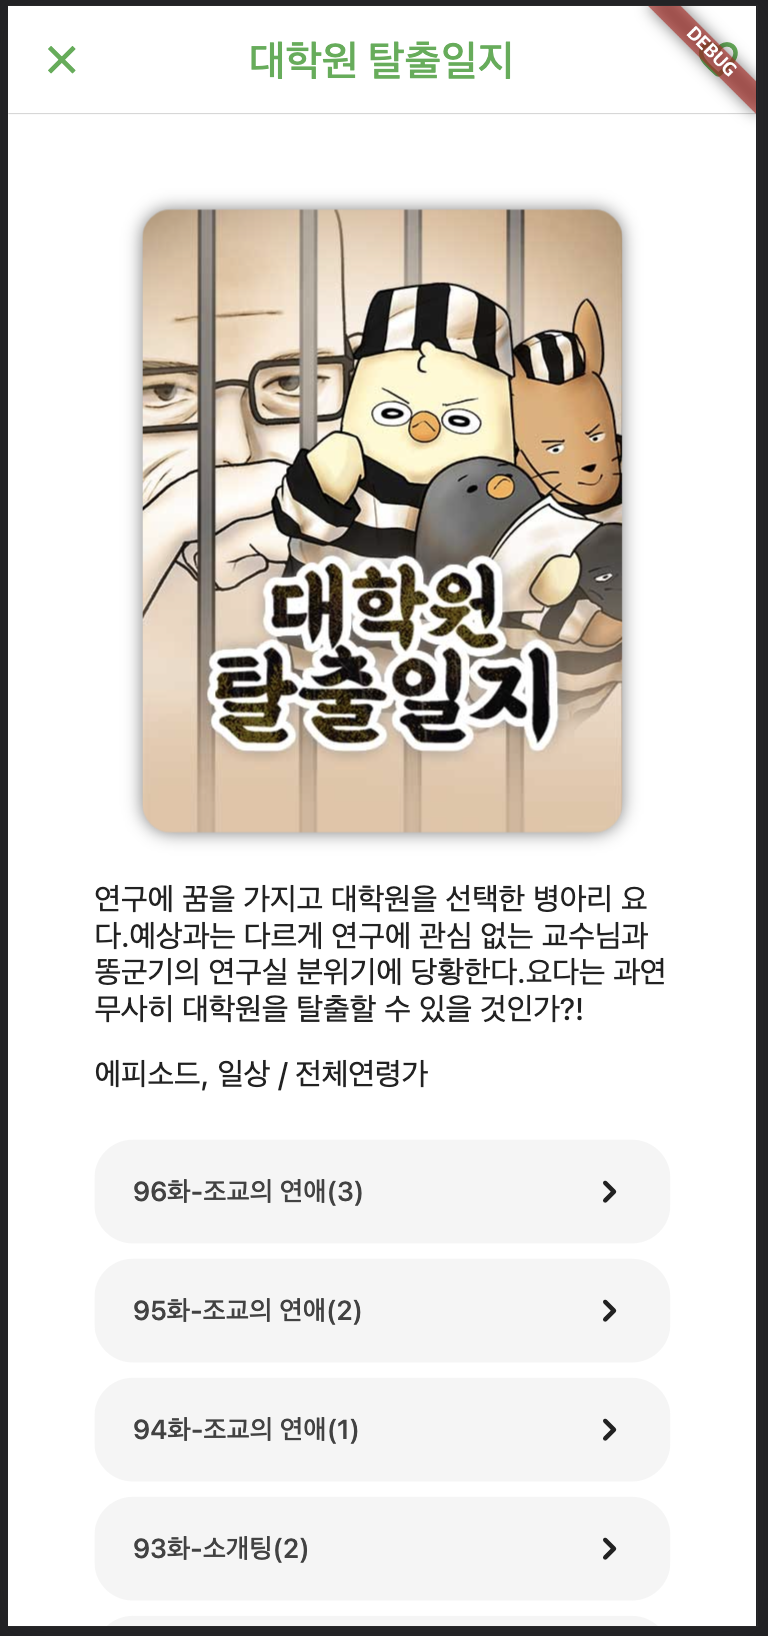 대학원 탈출일지
DEBUG
대학원
탈출일지
연구에 꿈을 가지고 대학원을 선택한 병아리 요
다.예상과는 다르게 연구에 관심 없는 교수님과
똥군기의 연구실 분위기에 당황한다.요다는 과연
무사히 대학원을 탈출할 수 있을 것인가?!
에피소드, 일상 / 전체연령가
96화-조교의 연애(3)
95화-조교의 연애(2)
94화-조교의 연애(1)
93화-소개팅(2)